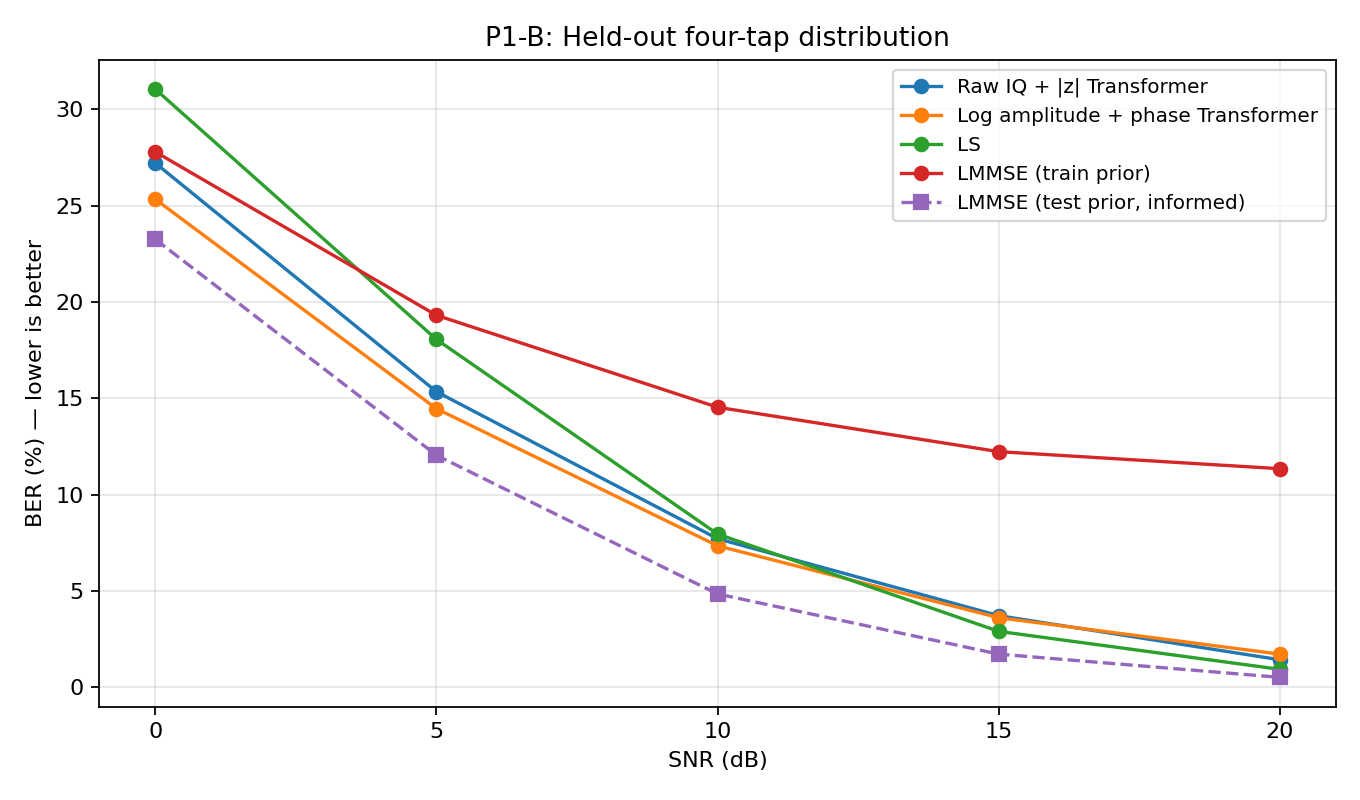 P1-B: Held-out four-tap distribution
Raw IQ + |z| Transformer
Log amplitude + phase Transformer
LS
LMMSE (train prior)
LMMSE (test prior, informed)
BER (%) — lower is better
30
25
20
15
10
5
0
0 5 10 15 20
SNR (dB)